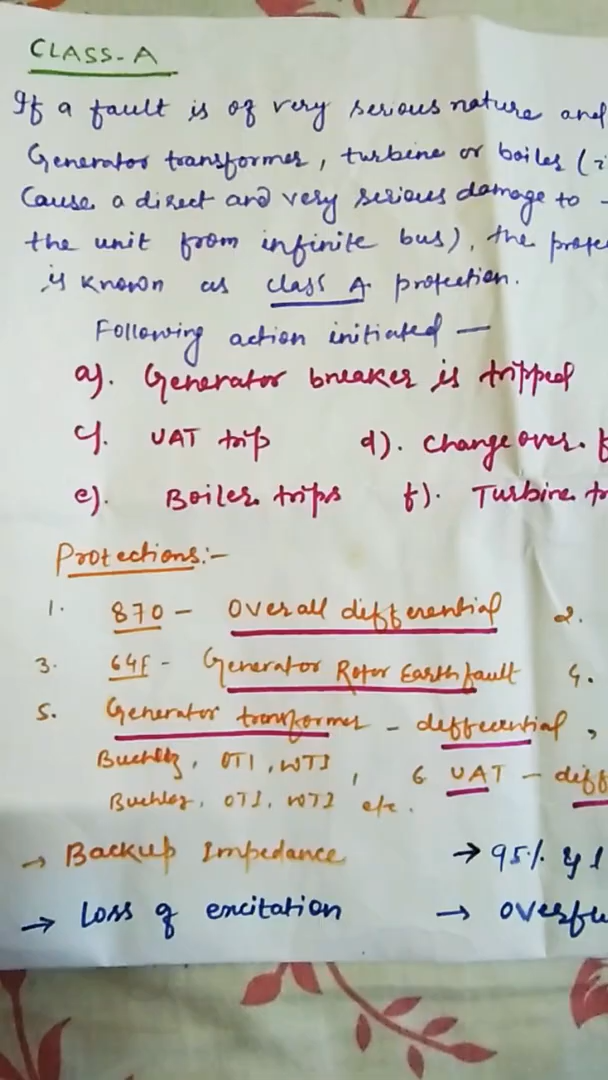 CLASS-A
If a fault is of very serious nature and
Generator transformer, turbine or boiler (i
Cause a direct and very serious damage to
the unit from infinite bus), the prote
is known as class A protection.
Following action initiated —
a). Generator breaker is tripped
c). UAT trip d). Change over. f
e). Boiler trips f). Turbine tr
Protections:-
1. 870 - Overall differential 2.
3. 64F - Generator Rotor Earth fault 4.
5. Generator transformer - differential,
Buchholz, OTI, WTI, 6 UAT - diff
Buchloz, OTI, WTI etc.
→ Backup Impedance → 95%
→ Loss of excitation → Overflu